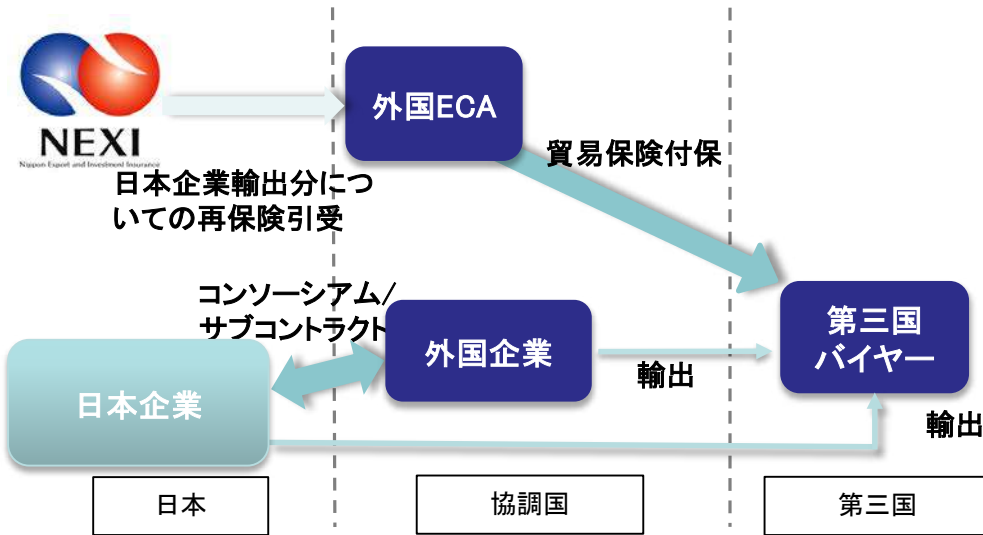 NEXI
Nippon Export and Investment Insurance
外国ECA
貿易保険付保
日本企業輸出分につ
いての再保険引受
コンソーシアム/
サブコントラクト
日本企業
外国企業
輸出
第三国
バイヤー
輸出
日本
協調国
第三国